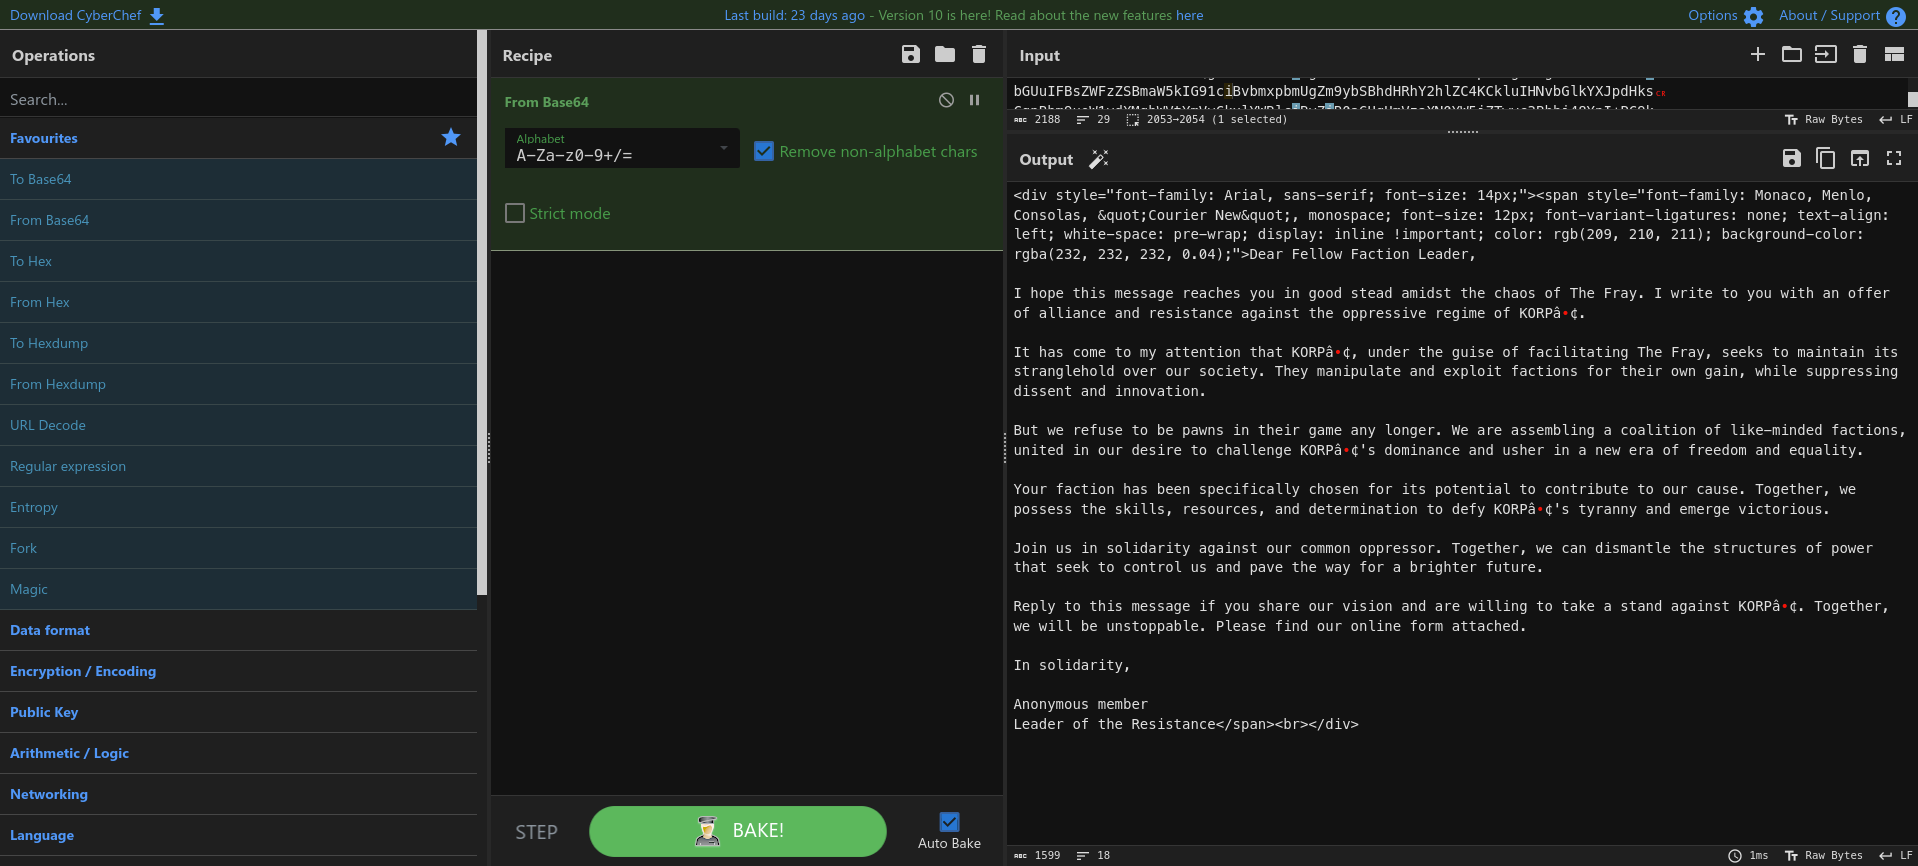 Download CyberChef
Last build: 23 days ago - Version 10 is here! Read about the new features here
Options
About / Support
Operations
Search...
Favourites
To Base64
From Base64
To Hex
From Hex
To Hexdump
From Hexdump
URL Decode
Regular expression
Entropy
Fork
Magic
Data format
Encryption / Encoding
Public Key
Arithmetic / Logic
Networking
Language
Recipe
From Base64
Alphabet
A-Za-z0-9+/=
Remove non-alphabet chars
Strict mode
STEP
BAKE!
Auto Bake
Input
bGUuIFBsZWFzZSBmaW5kIG91ciBvbmxpbmUgZm9ybSBhdHRhY2hlZC4KCkluIHNvbGlkYXJpdHks
2188 29 2053→2054 (1 selected)
Raw Bytes LF
Output
<div style="font-family: Arial, sans-serif; font-size: 14px;"><span style="font-family: Monaco, Menlo,
Consolas, &quot;Courier New&quot;, monospace; font-size: 12px; font-variant-ligatures: none; text-align:
left; white-space: pre-wrap; display: inline !important; color: rgb(209, 210, 211); background-color:
rgba(232, 232, 232, 0.04);">Dear Fellow Faction Leader,
I hope this message reaches you in good stead amidst the chaos of The Fray. I write to you with an offer
of alliance and resistance against the oppressive regime of KORPâ•¢.
It has come to my attention that KORPâ•¢, under the guise of facilitating The Fray, seeks to maintain its
stranglehold over our society. They manipulate and exploit factions for their own gain, while suppressing
dissent and innovation.
But we refuse to be pawns in their game any longer. We are assembling a coalition of like-minded factions,
united in our desire to challenge KORPâ•¢'s dominance and usher in a new era of freedom and equality.
Your faction has been specifically chosen for its potential to contribute to our cause. Together, we
possess the skills, resources, and determination to defy KORPâ•¢'s tyranny and emerge victorious.
Join us in solidarity against our common oppressor. Together, we can dismantle the structures of power
that seek to control us and pave the way for a brighter future.
Reply to this message if you share our vision and are willing to take a stand against KORPâ•¢. Together,
we will be unstoppable. Please find our online form attached.
In solidarity,
Anonymous member
Leader of the Resistance</span><br></div>
1599 18
1ms Raw Bytes LF